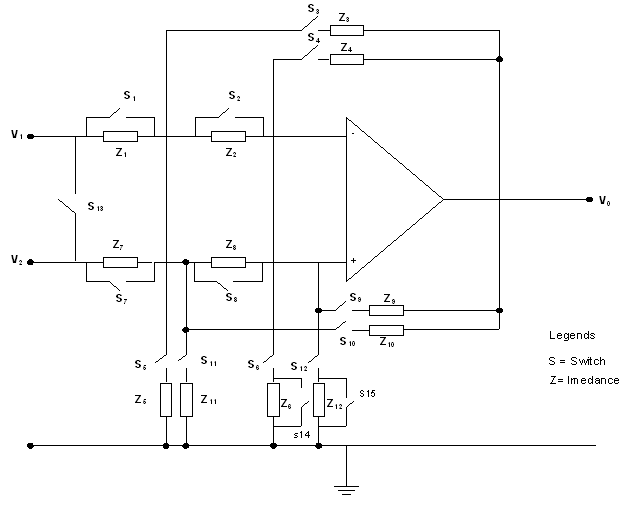 S3
Z3
S4
Z4
S1
S2
V1
-
Z1
Z2
S13
V0
Z7
Z8
V2
+
S7
S8
S9
Z9
S10
Z10
Legends
S5
S11
S6
S12
S = Switch
Z= Imedance
Z5
Z11
Z6
Z12
S15
s14